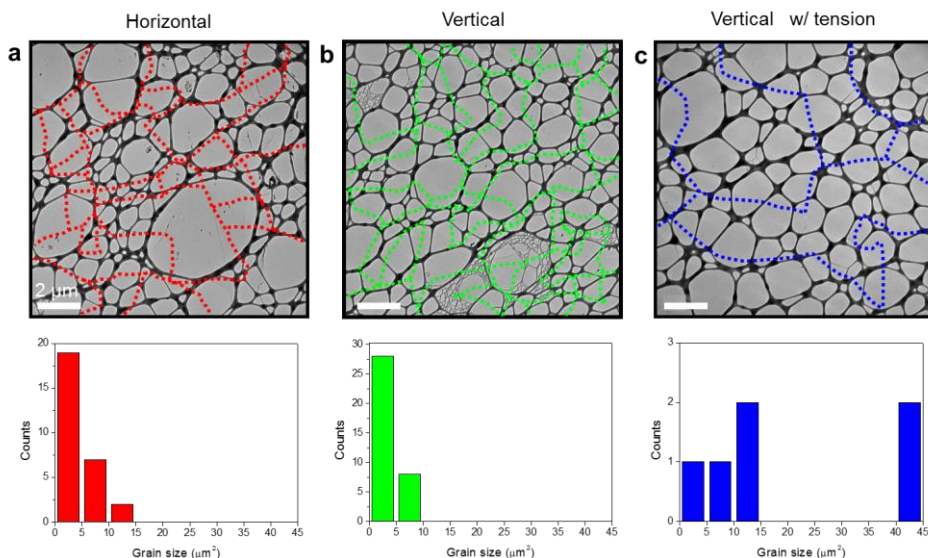 Horizontal
Vertical
Vertical w/ tension
a
b
c
2 μm
20
15
10
5
0
Counts
0 5 10 15 20 25 30 35 40 45
Grain size (μm²)
30
25
20
15
10
5
0
Counts
0 5 10 15 20 25 30 35 40 45
Grain size (μm²)
3
2
1
0
Counts
0 5 10 15 20 25 30 35 40 45
Grain size (μm²)